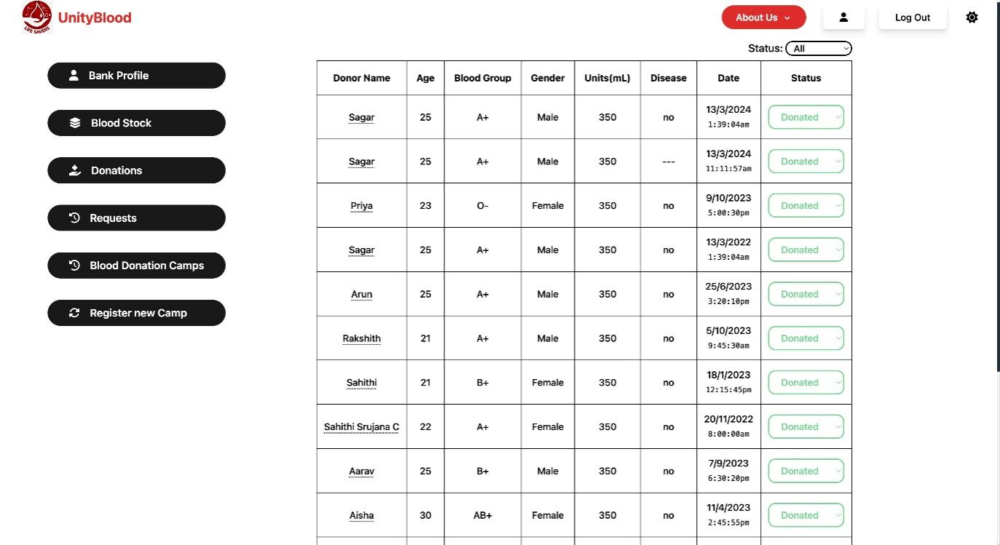 UnityBlood
LIFE SAVERS
About Us
Log Out
Status: All
Bank Profile
Blood Stock
Donations
Requests
Blood Donation Camps
Register new Camp
Donor Name Age Blood Group Gender Units(mL) Disease Date Status
Sagar 25 A+ Male 350 no 13/3/2024 1:39:04am Donated
Sagar 25 A+ Male 350 --- 13/3/2024 11:11:57am Donated
Priya 23 O- Female 350 no 9/10/2023 5:00:30pm Donated
Sagar 25 A+ Male 350 no 13/3/2022 1:39:04am Donated
Arun 25 A+ Male 350 no 25/6/2023 3:20:10pm Donated
Rakshith 21 A+ Male 350 no 5/10/2023 9:45:30am Donated
Sahithi 21 B+ Female 350 no 18/1/2023 12:15:45pm Donated
Sahithi Srujana C 22 A+ Female 350 no 20/11/2022 8:00:00am Donated
Aarav 25 B+ Male 350 no 7/9/2023 6:30:20pm Donated
Aisha 30 AB+ Female 350 no 11/4/2023 2:45:55pm Donated